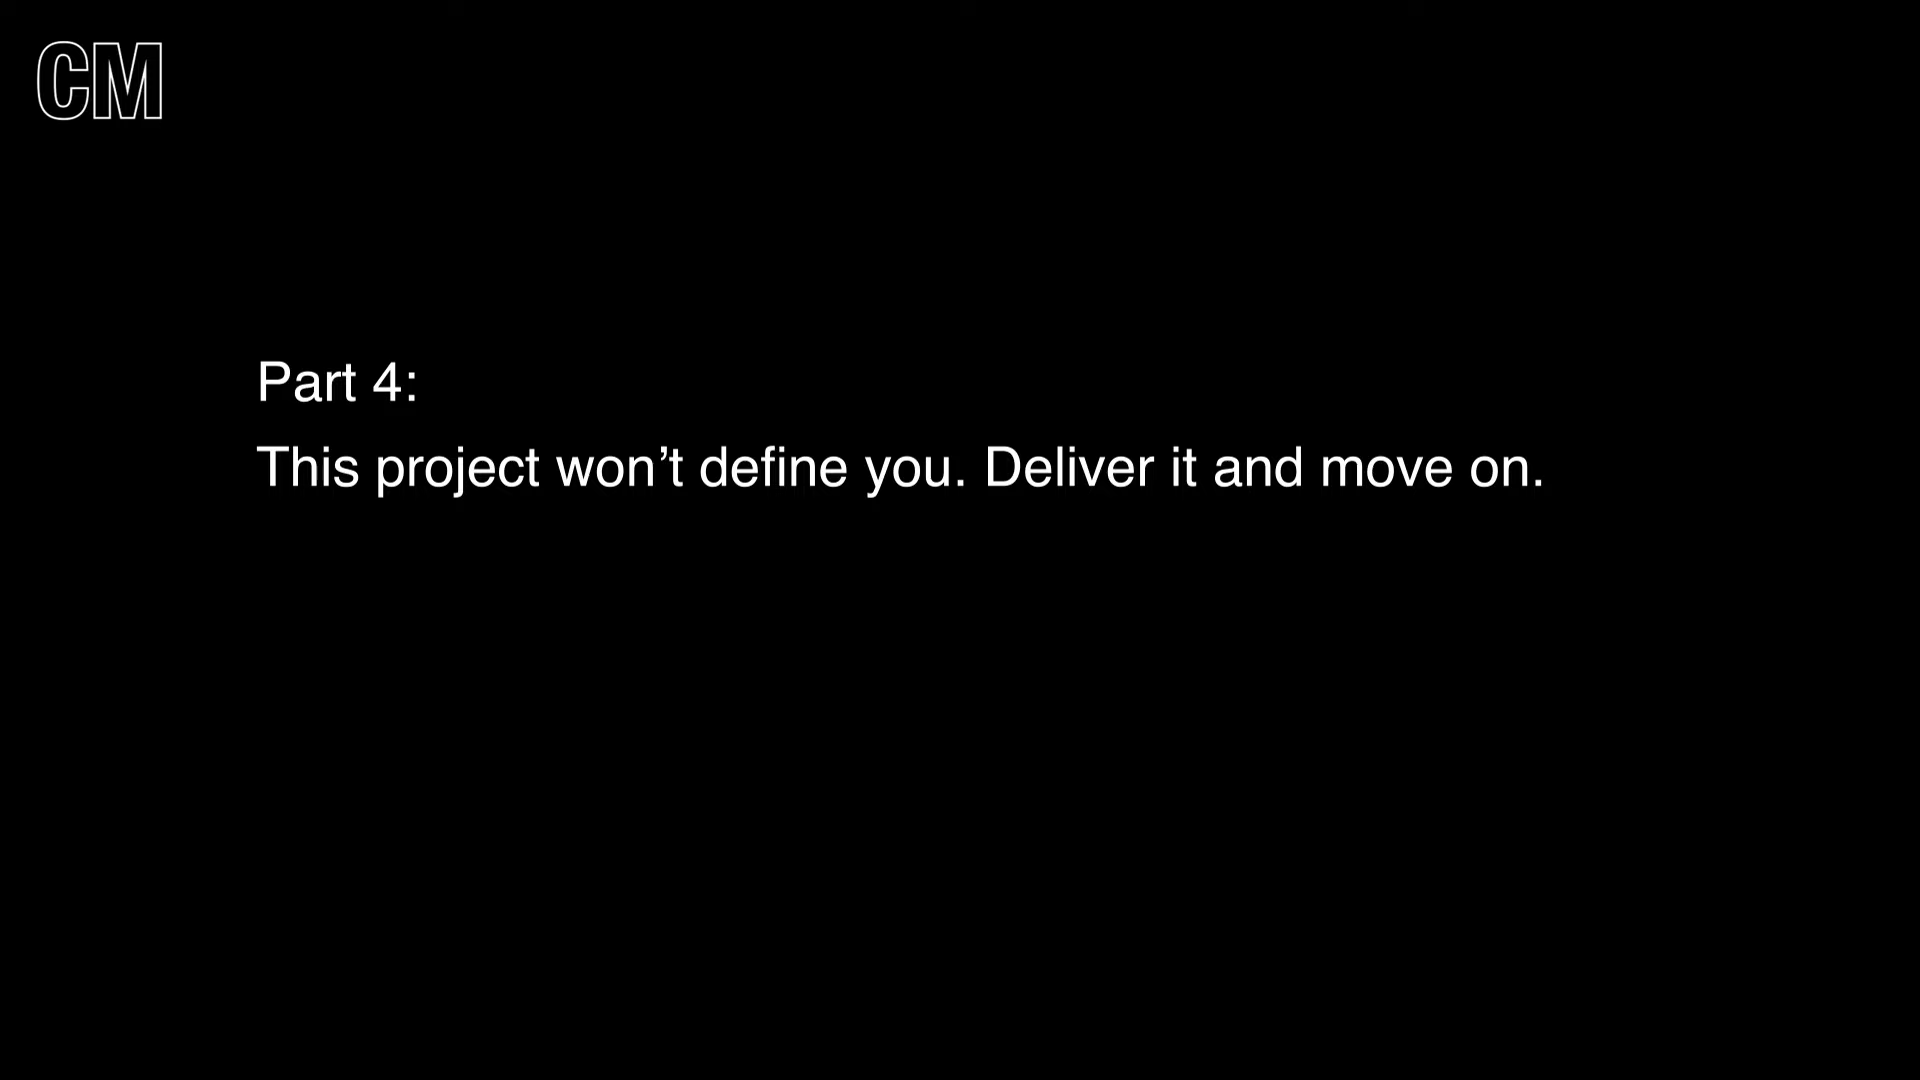 CM
Part 4:
This project won’t define you. Deliver it and move on.